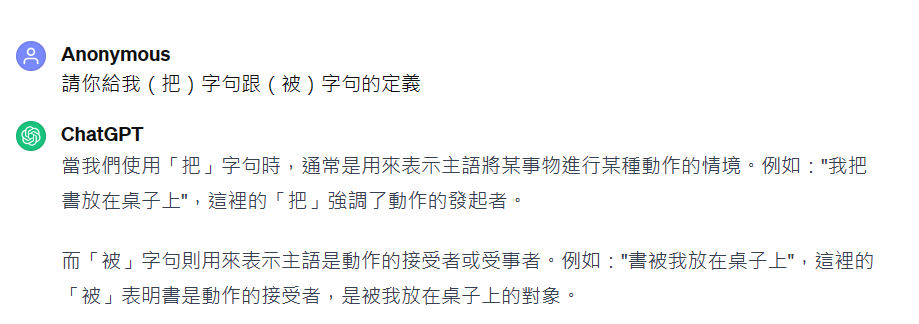 Anonymous
請你給我（把）字句跟（被）字句的定義
ChatGPT
當我們使用「把」字句時，通常是用來表示主語將某事物進行某種動作的情境。例如："我把
書放在桌子上"，這裡的「把」強調了動作的發起者。
而「被」字句則用來表示主語是動作的接受者或受事者。例如："書被我放在桌子上"，這裡的
「被」表明書是動作的接受者，是被我放在桌子上的對象。